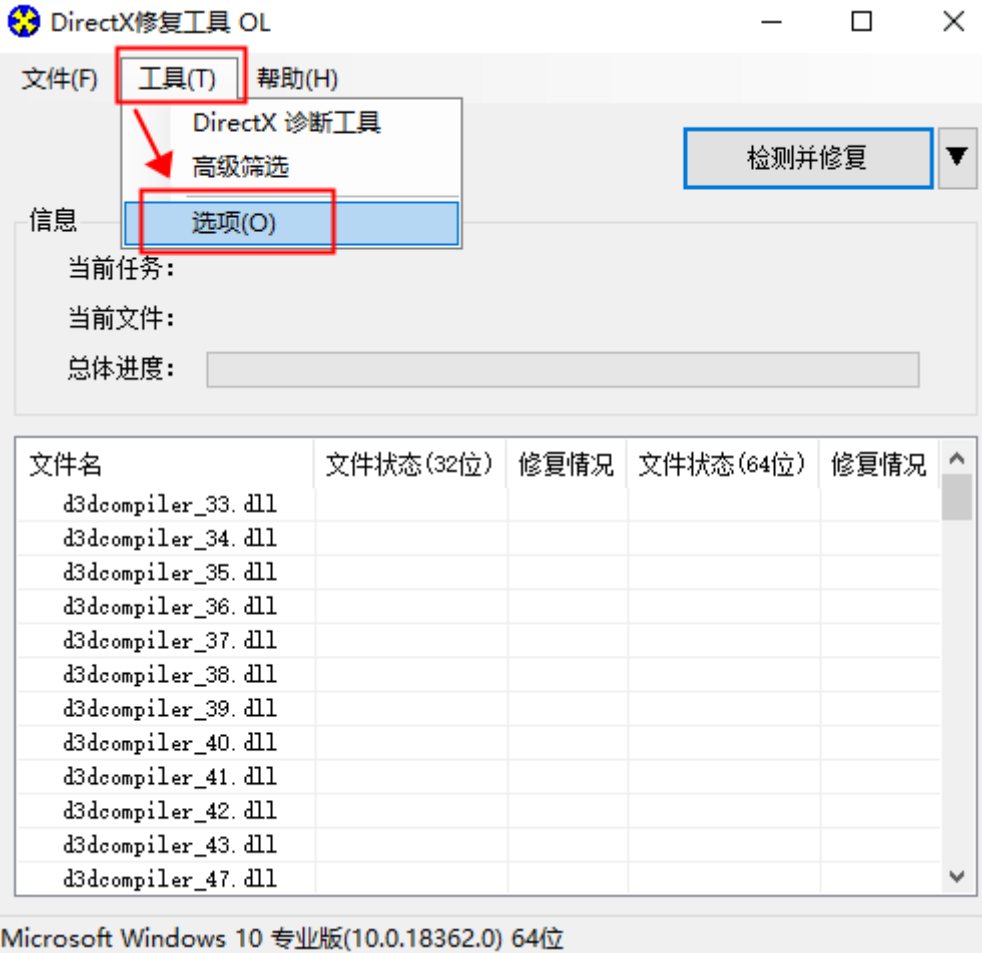 DirectX修复工具 OL
文件(F) 工具(T) 帮助(H)
DirectX 诊断工具
高级筛选
选项(O)
检测并修复
信息
当前任务:
当前文件:
总体进度:
文件名 文件状态(32位) 修复情况 文件状态(64位) 修复情况
d3dcompiler_33.dll
d3dcompiler_34.dll
d3dcompiler_35.dll
d3dcompiler_36.dll
d3dcompiler_37.dll
d3dcompiler_38.dll
d3dcompiler_39.dll
d3dcompiler_40.dll
d3dcompiler_41.dll
d3dcompiler_42.dll
d3dcompiler_43.dll
d3dcompiler_47.dll
Microsoft Windows 10 专业版(10.0.18362.0) 64位